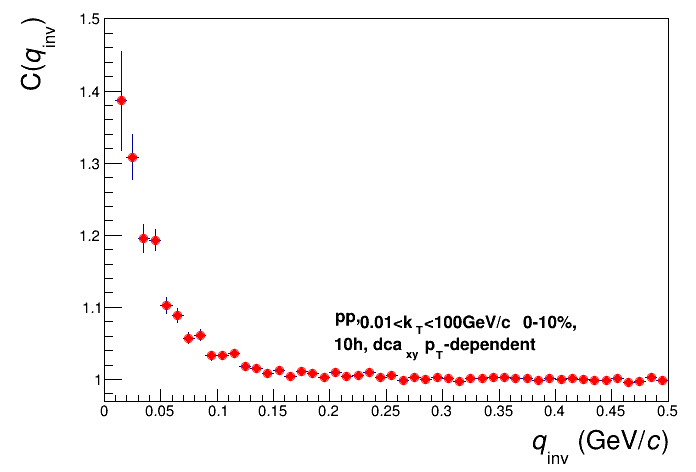 C(q_inv)
1.5
1.4
1.3
1.2
1.1
1
0 0.05 0.1 0.15 0.2 0.25 0.3 0.35 0.4 0.45 0.5
pp, 0.01<k_T<100GeV/c 0-10%,
10h, dca_xy p_T-dependent
q_inv (GeV/c)